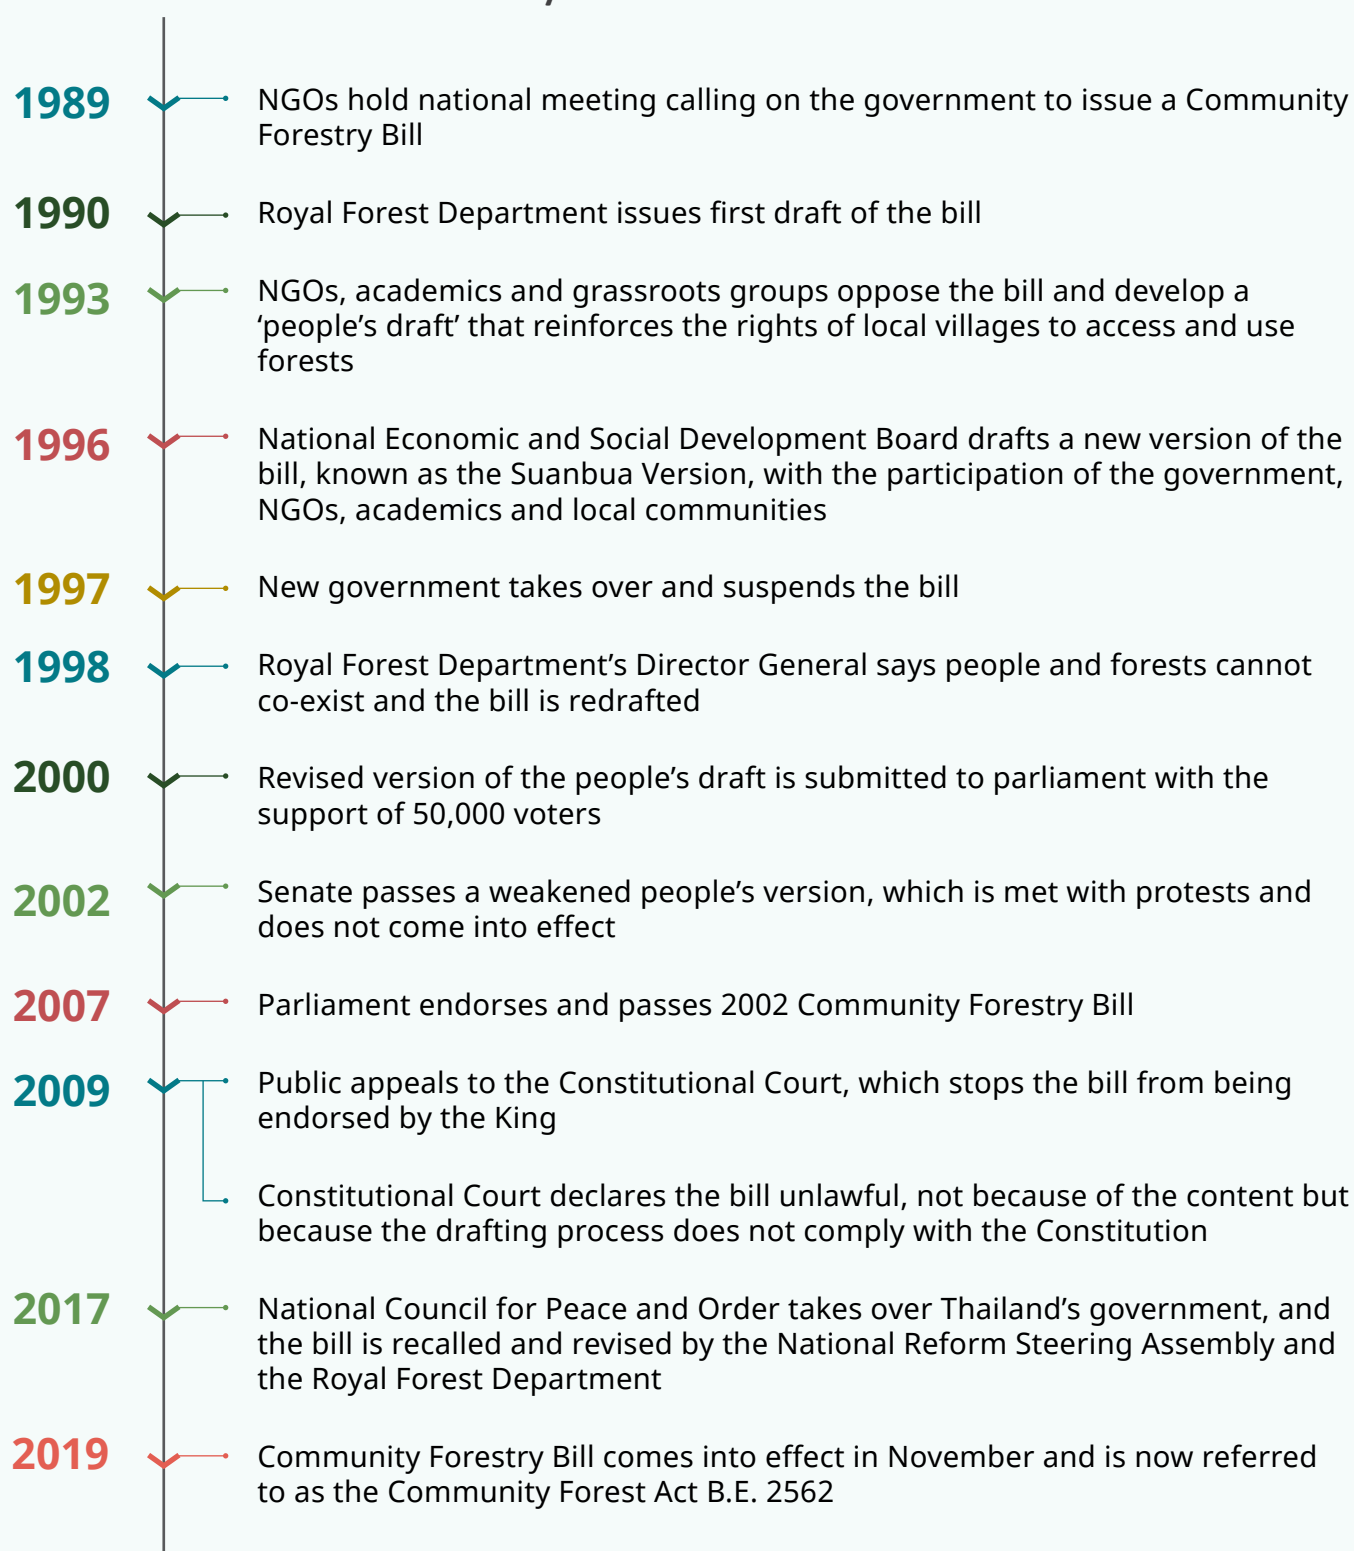 1989
NGOs hold national meeting calling on the government to issue a Community
Forestry Bill
1990
Royal Forest Department issues first draft of the bill
1993
NGOs, academics and grassroots groups oppose the bill and develop a
‘people’s draft’ that reinforces the rights of local villages to access and use
forests
1996
National Economic and Social Development Board drafts a new version of the
bill, known as the Suanbua Version, with the participation of the government,
NGOs, academics and local communities
1997
New government takes over and suspends the bill
1998
Royal Forest Department’s Director General says people and forests cannot
co-exist and the bill is redrafted
2000
Revised version of the people’s draft is submitted to parliament with the
support of 50,000 voters
2002
Senate passes a weakened people’s version, which is met with protests and
does not come into effect
2007
Parliament endorses and passes 2002 Community Forestry Bill
2009
Public appeals to the Constitutional Court, which stops the bill from being
endorsed by the King
Constitutional Court declares the bill unlawful, not because of the content but
because the drafting process does not comply with the Constitution
2017
National Council for Peace and Order takes over Thailand’s government, and
the bill is recalled and revised by the National Reform Steering Assembly and
the Royal Forest Department
2019
Community Forestry Bill comes into effect in November and is now referred
to as the Community Forest Act B.E. 2562